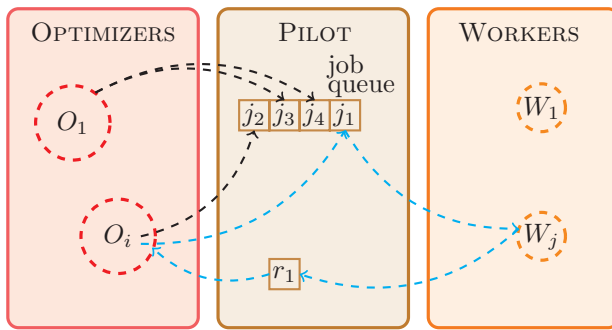 OPTIMIZERS
PILOT
WORKERS
job
queue
O₁
j₂ j₃ j₄ j₁
W₁
Oᵢ
Wⱼ
r₁